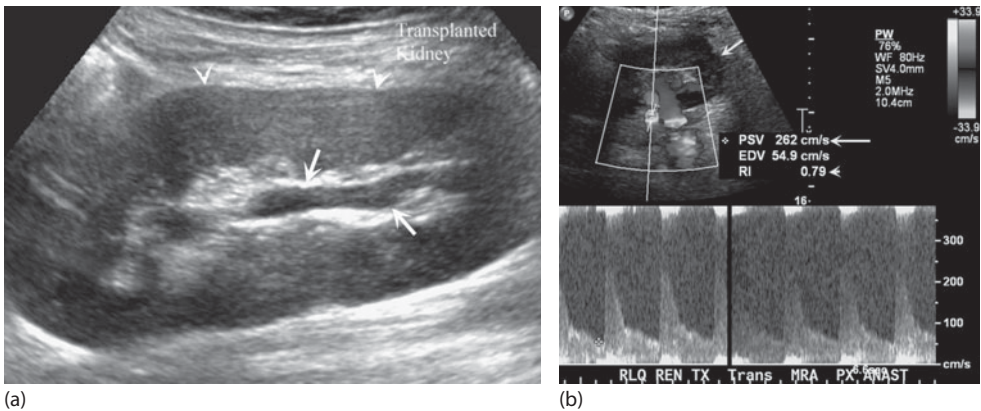 Transplanted
Kidney
(a)
P
PW
76%
WF 80Hz
SV4.0mm
M5
2.0MHz
10.4cm
+33.9
-33.9
cm/s
PSV 262 cm/s
EDV 54.9 cm/s
RI 0.79
16
300
100
cm/s
RLQ REN TX Trans MRA PX ANAST
(b)